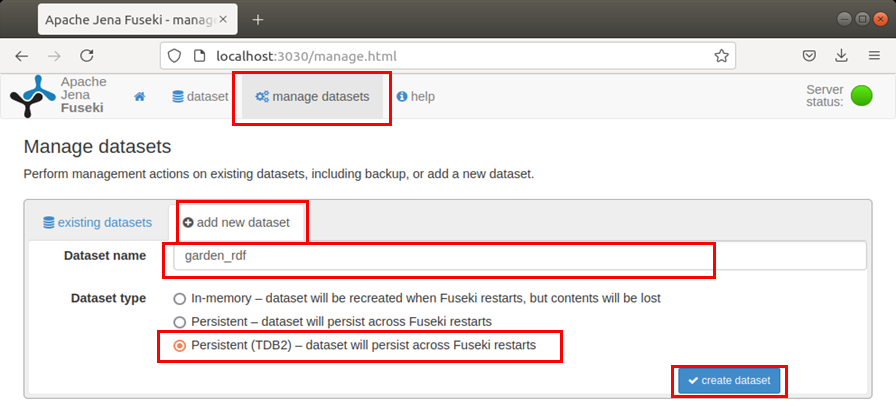 Apache Jena Fuseki - manage
localhost:3030/manage.html
Apache
Jena
Fuseki
dataset
manage datasets
help
Server
status:
Manage datasets
Perform management actions on existing datasets, including backup, or add a new dataset.
existing datasets
add new dataset
Dataset name
garden_rdf
Dataset type
In-memory – dataset will be recreated when Fuseki restarts, but contents will be lost
Persistent – dataset will persist across Fuseki restarts
Persistent (TDB2) – dataset will persist across Fuseki restarts
create dataset